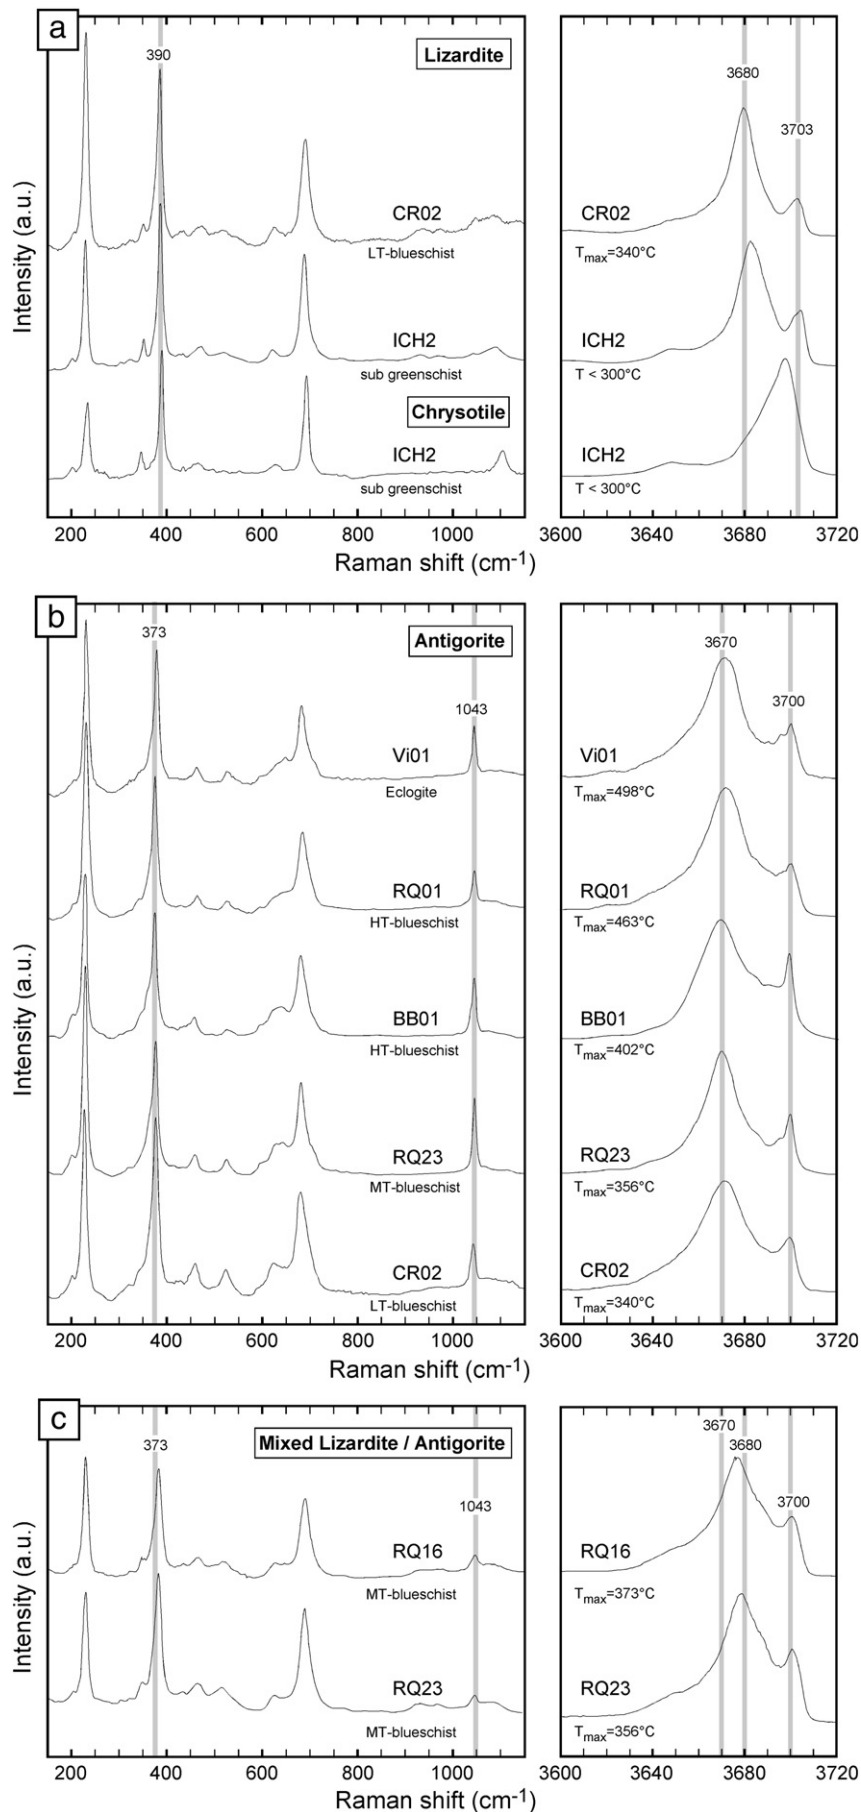 a
Lizardite
390
3680
3703
CR02
LT-blueschist
CR02
Tmax=340°C
ICH2
sub greenschist
ICH2
T < 300°C
Chrysotile
ICH2
sub greenschist
ICH2
T < 300°C
Intensity (a.u.)
200 400 600 800 1000
3600 3640 3680 3720
Raman shift (cm-1)
Raman shift (cm-1)
b
Antigorite
373
1043
3670
3700
Vi01
Eclogite
Vi01
Tmax=498°C
RQ01
HT-blueschist
RQ01
Tmax=463°C
BB01
HT-blueschist
BB01
Tmax=402°C
RQ23
MT-blueschist
RQ23
Tmax=356°C
CR02
LT-blueschist
CR02
Tmax=340°C
Intensity (a.u.)
200 400 600 800 1000
3600 3640 3680 3720
Raman shift (cm-1)
c
Mixed Lizardite / Antigorite
373
1043
3670
3680
3700
RQ16
MT-blueschist
RQ16
Tmax=373°C
RQ23
MT-blueschist
RQ23
Tmax=356°C
Intensity (a.u.)
200 400 600 800 1000
3600 3640 3680 3720
Raman shift (cm-1)